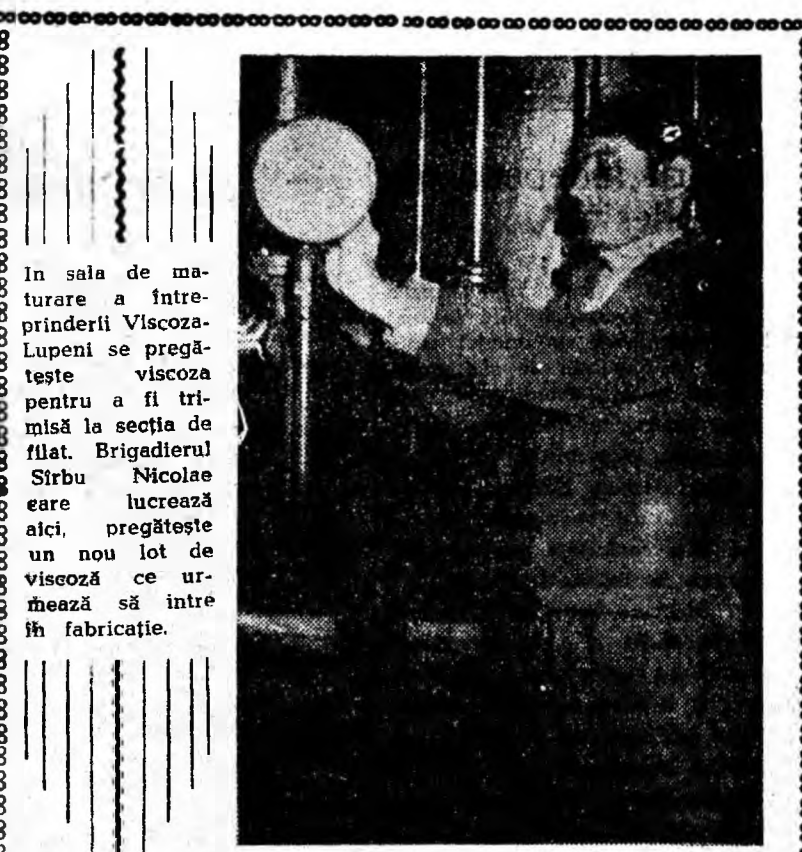 In sala de ma-
turare a între-
prinderii Viscoza-
Lupeni se pregă-
tește viscoza
pentru a fi tri-
misă la secția de
filat. Brigadierul
Sîrbu Nicolae
care lucrează
aici, pregătește
un nou lot de
viscoză ce ur-
mează să intre
în fabricație.